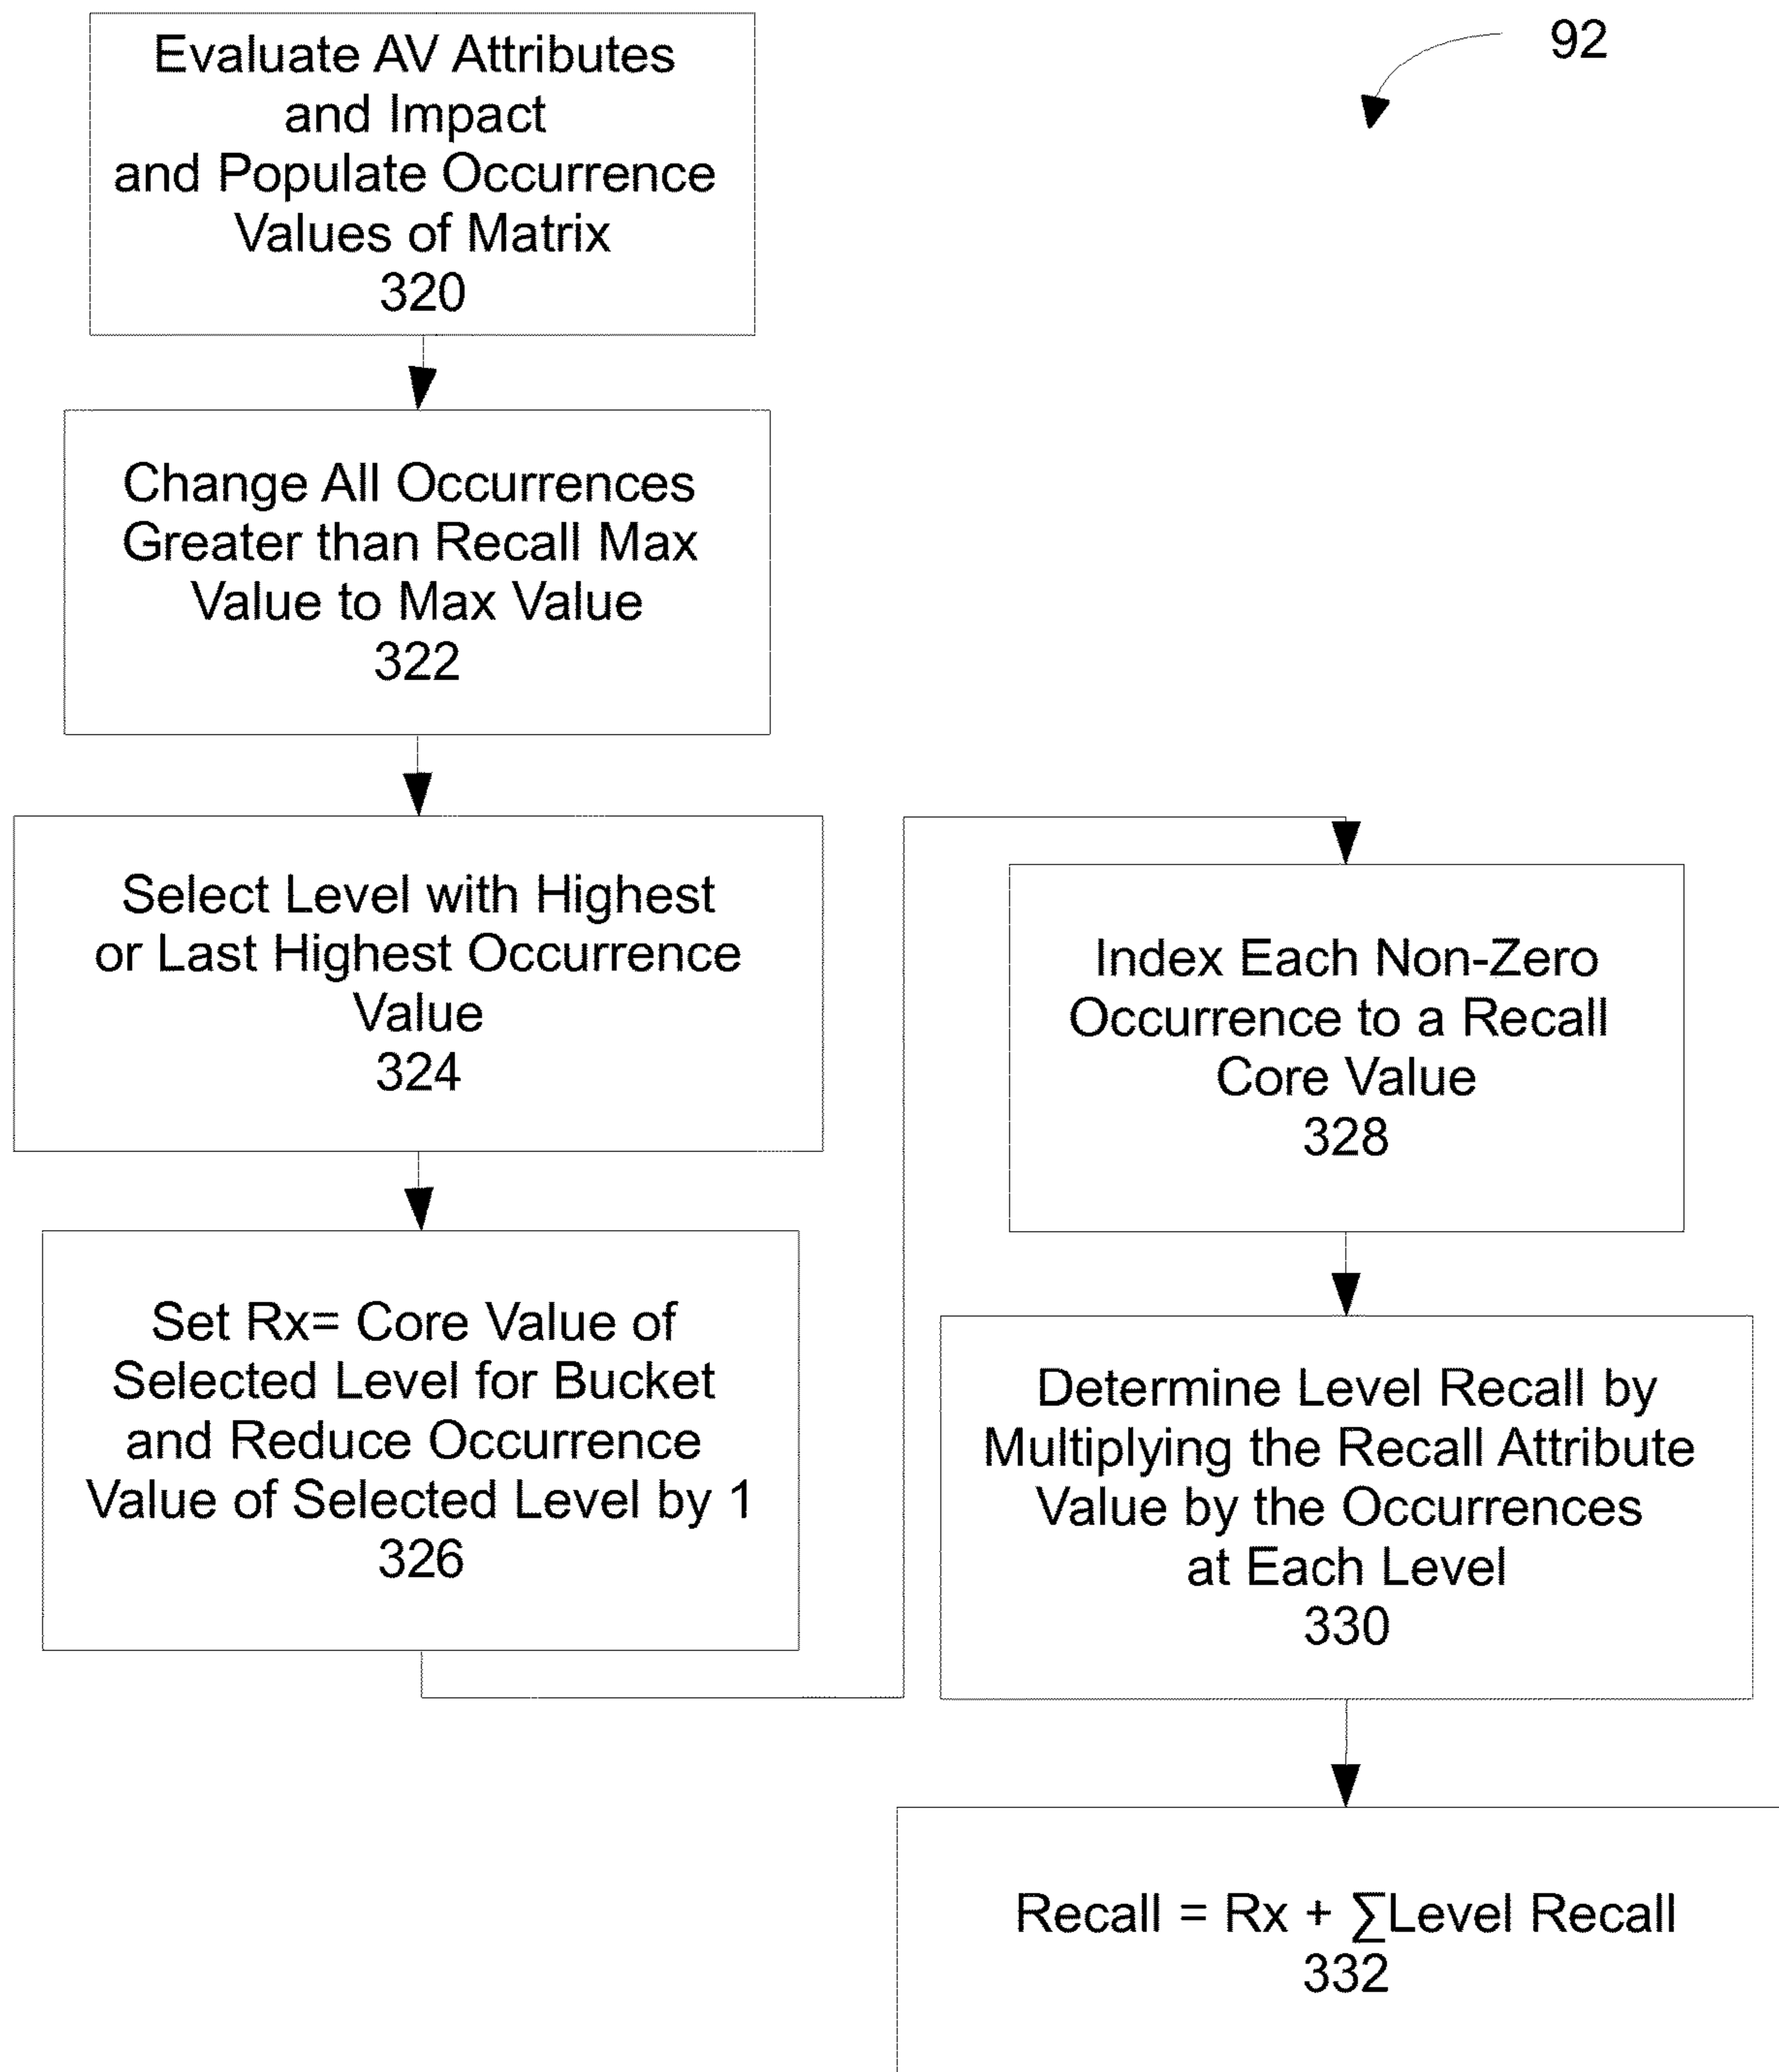 92
Evaluate AV Attributes
and Impact
and Populate Occurrence
Values of Matrix
320
Change All Occurrences
Greater than Recall Max
Value to Max Value
322
Select Level with Highest
or Last Highest Occurrence
Value
324
Set Rx= Core Value of
Selected Level for Bucket
and Reduce Occurrence
Value of Selected Level by 1
326
Index Each Non-Zero
Occurrence to a Recall
Core Value
328
Determine Level Recall by
Multiplying the Recall Attribute
Value by the Occurrences
at Each Level
330
Recall = Rx + ∑Level Recall
332